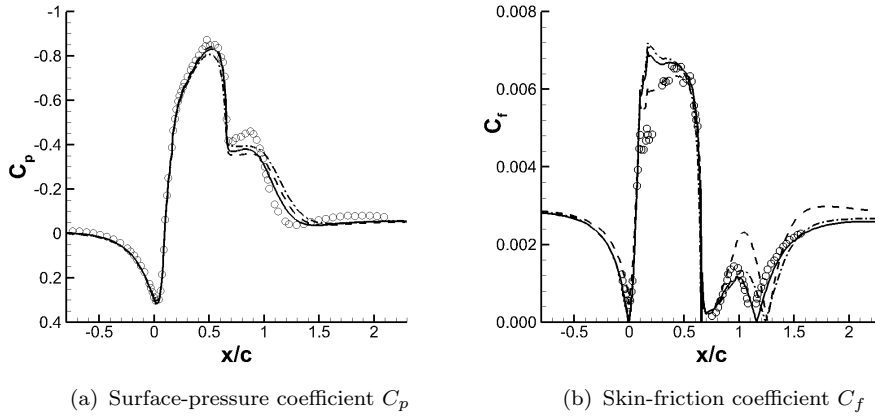 -1
-0.8
-0.6
-0.4
-0.2
0
0.2
0.4
C_p
-0.5 0 0.5 1 1.5 2
x/c
(a) Surface-pressure coefficient C_p
0.008
0.006
0.004
0.002
0.000
C_f
-0.5 0 0.5 1 1.5 2
x/c
(b) Skin-friction coefficient C_f